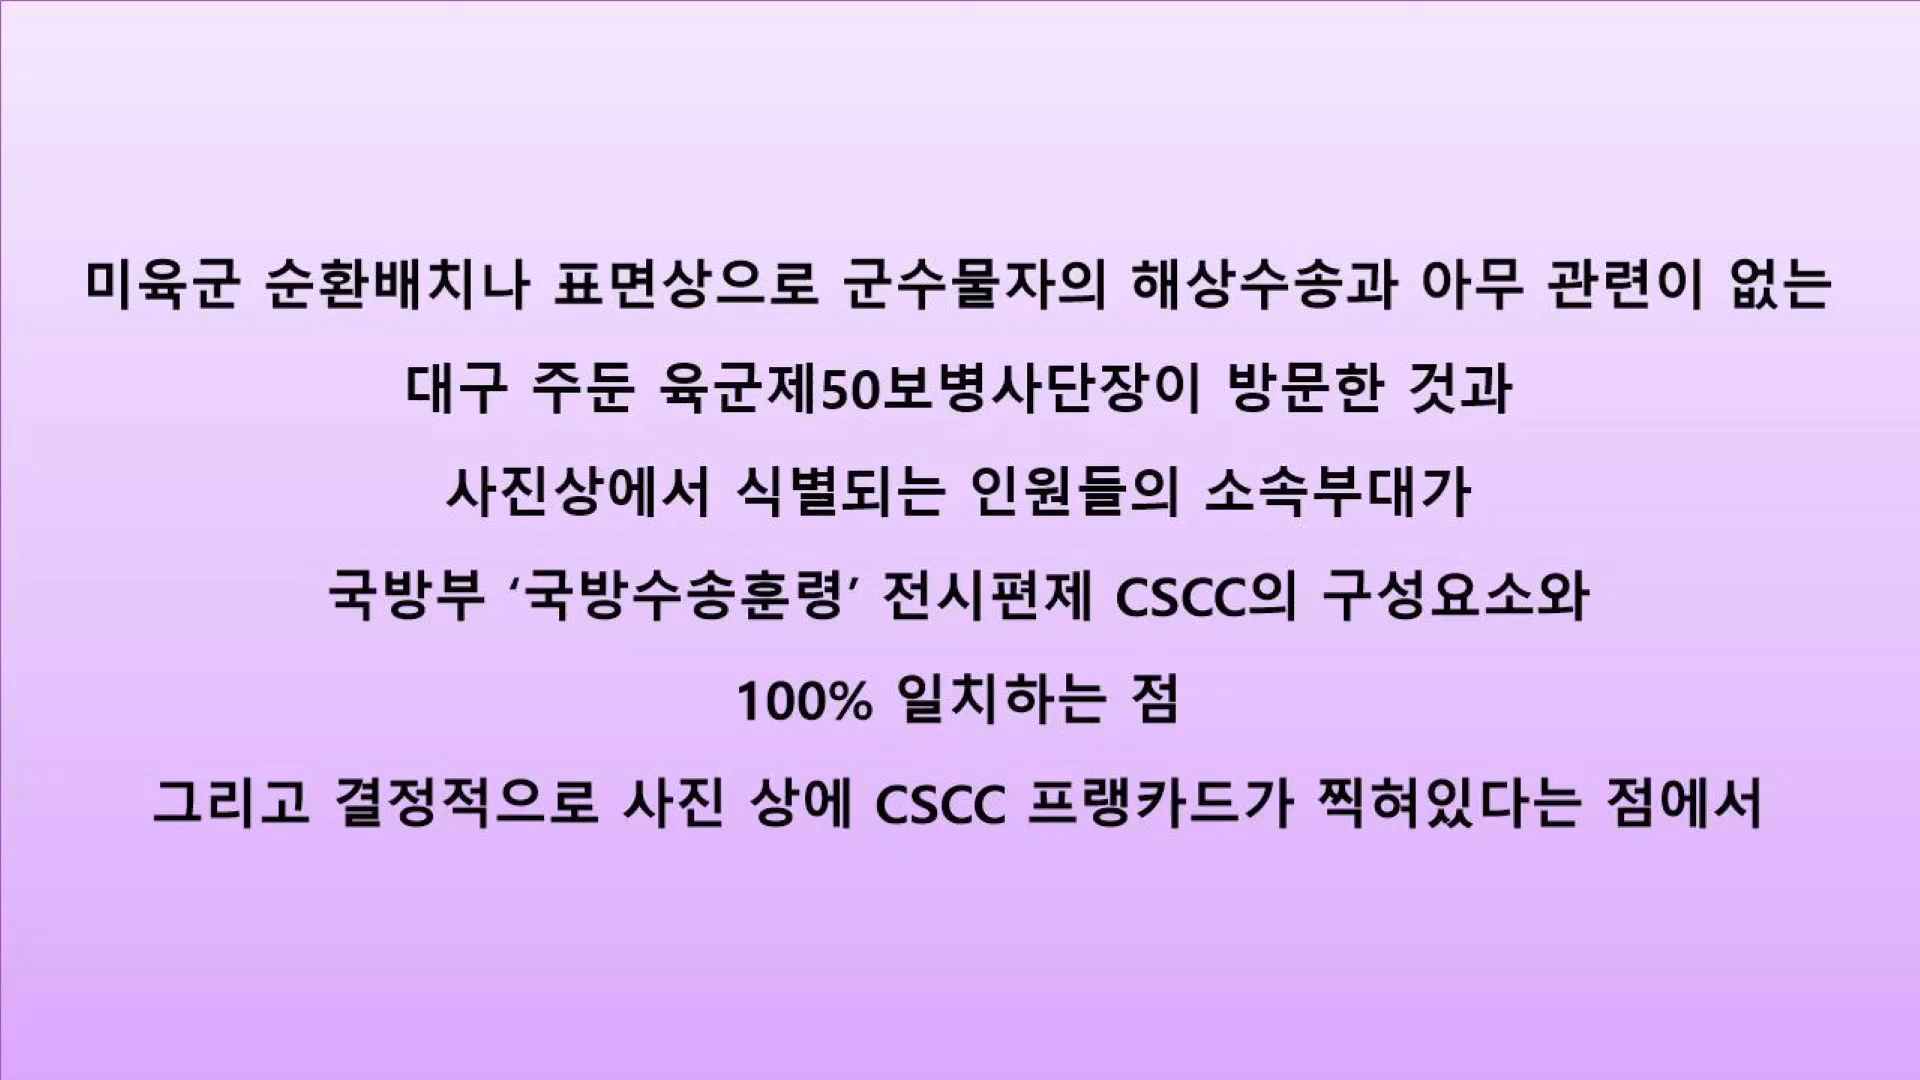 미육군 순환배치나 표면상으로 군수물자의 해상수송과 아무 관련이 없는
대구 주둔 육군제50보병사단장이 방문한 것과
사진상에서 식별되는 인원들의 소속부대가
국방부 ‘국방수송훈령’ 전시편제 CSCC의 구성요소와
100% 일치하는 점
그리고 결정적으로 사진 상에 CSCC 프랭카드가 찍혀있다는 점에서